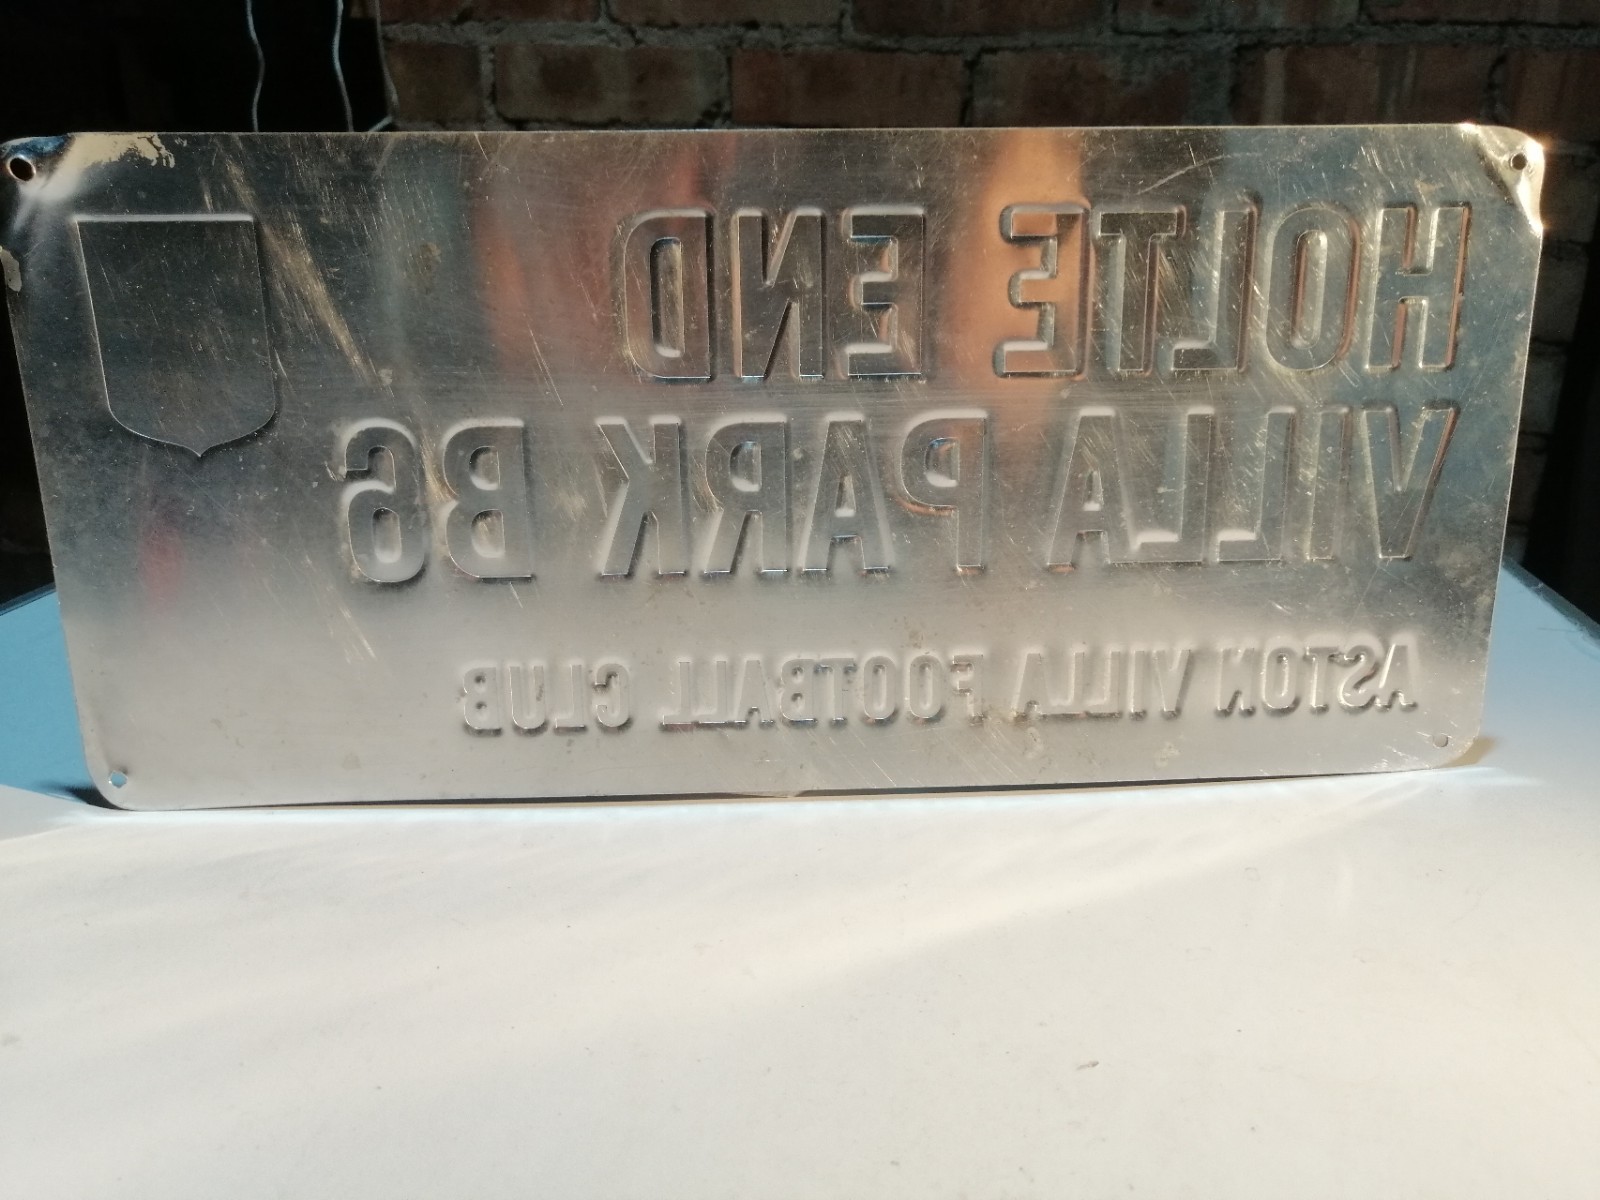 HOLTE END
VILLA PARK B6
ASTON VILLA FOOTBALL CLUB